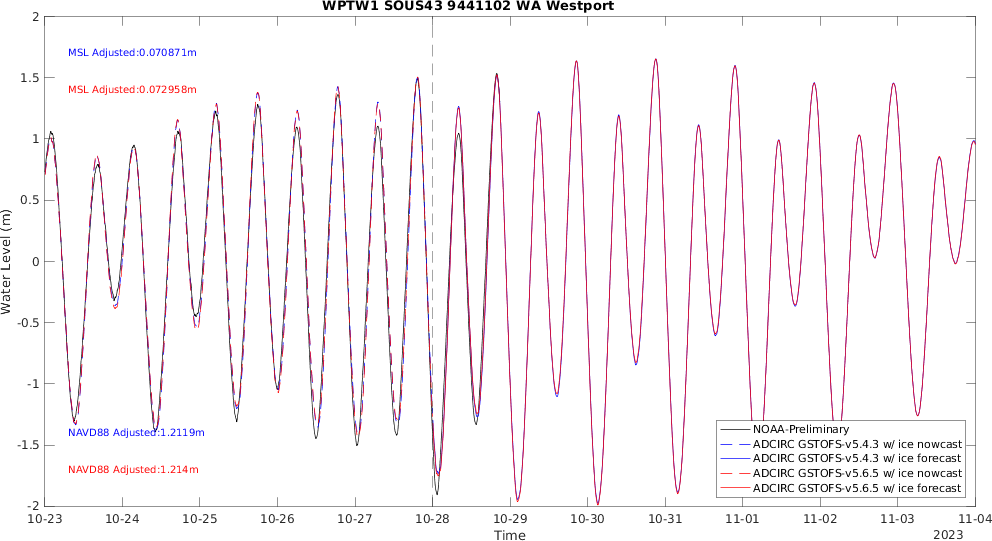 WPTW1 SOUS43 9441102 WA Westport
MSL Adjusted:0.070871m
MSL Adjusted:0.072958m
NAVD88 Adjusted:1.2119m
NAVD88 Adjusted:1.214m
Water Level (m)
2
1.5
1
0.5
0
-0.5
-1
-1.5
-2
NOAA-Preliminary
ADCIRC GSTOFS-v5.4.3 w/ ice nowcast
ADCIRC GSTOFS-v5.4.3 w/ ice forecast
ADCIRC GSTOFS-v5.6.5 w/ ice nowcast
ADCIRC GSTOFS-v5.6.5 w/ ice forecast
10-23 10-24 10-25 10-26 10-27 10-28 10-29 10-30 10-31 11-01 11-02 11-03 11-04
Time
2023